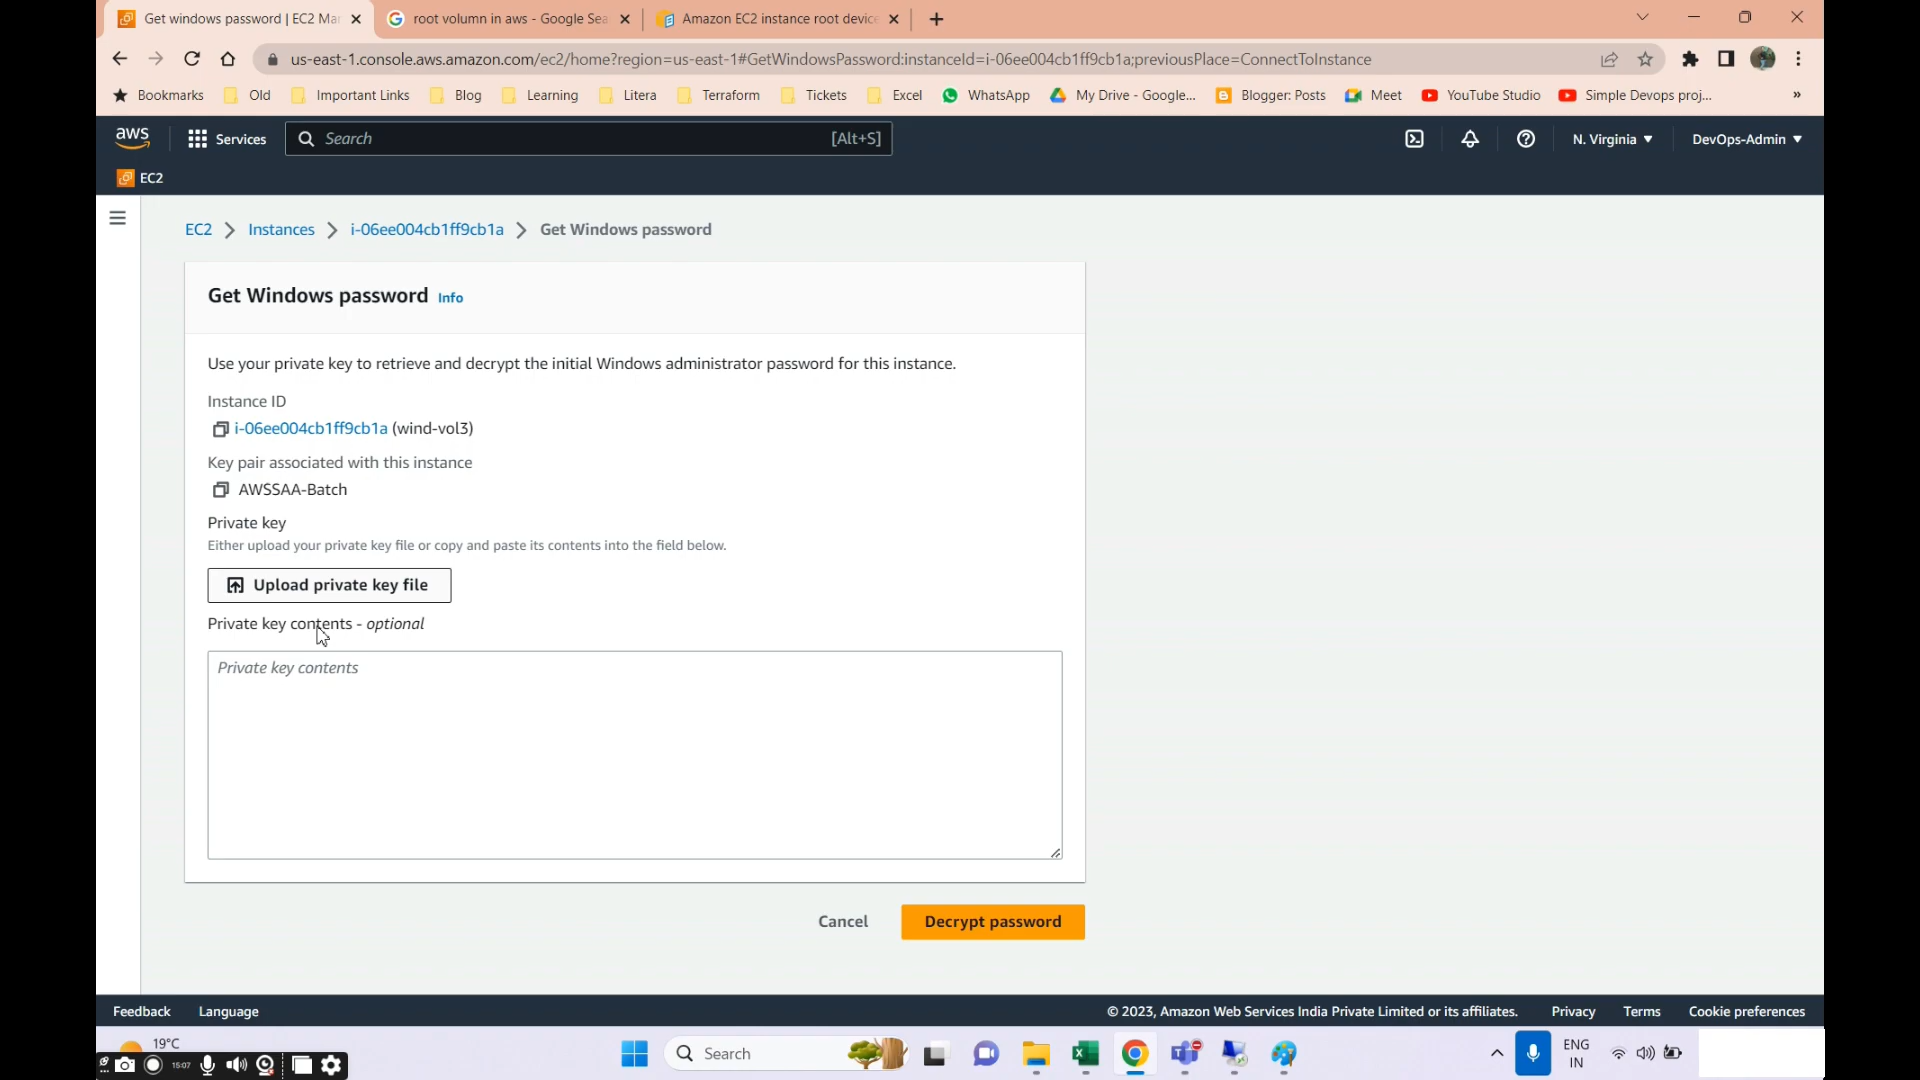 Get windows password | EC2 Ma
root volumn in aws - Google Sea
Amazon EC2 instance root device
us-east-1.console.aws.amazon.com/ec2/home?region=us-east-1#GetWindowsPassword:instanceId=i-06ee004cb1ff9cb1a;previousPlace=ConnectToInstance
Bookmarks Old Important Links Blog Learning Litera Terraform Tickets Excel WhatsApp My Drive - Google... Blogger: Posts Meet YouTube Studio Simple Devops proj... »
aws Services Search [Alt+S] N. Virginia DevOps-Admin
EC2
EC2 Instances i-06ee004cb1ff9cb1a Get Windows password
Get Windows password Info
Use your private key to retrieve and decrypt the initial Windows administrator password for this instance.
Instance ID
i-06ee004cb1ff9cb1a (wind-vol3)
Key pair associated with this instance
AWSSAA-Batch
Private key
Either upload your private key file or copy and paste its contents into the field below.
Upload private key file
Private key contents - optional
Private key contents
Cancel Decrypt password
Feedback Language © 2023, Amazon Web Services India Private Limited or its affiliates. Privacy Terms Cookie preferences
19°C
15:07
Search
ENG
IN